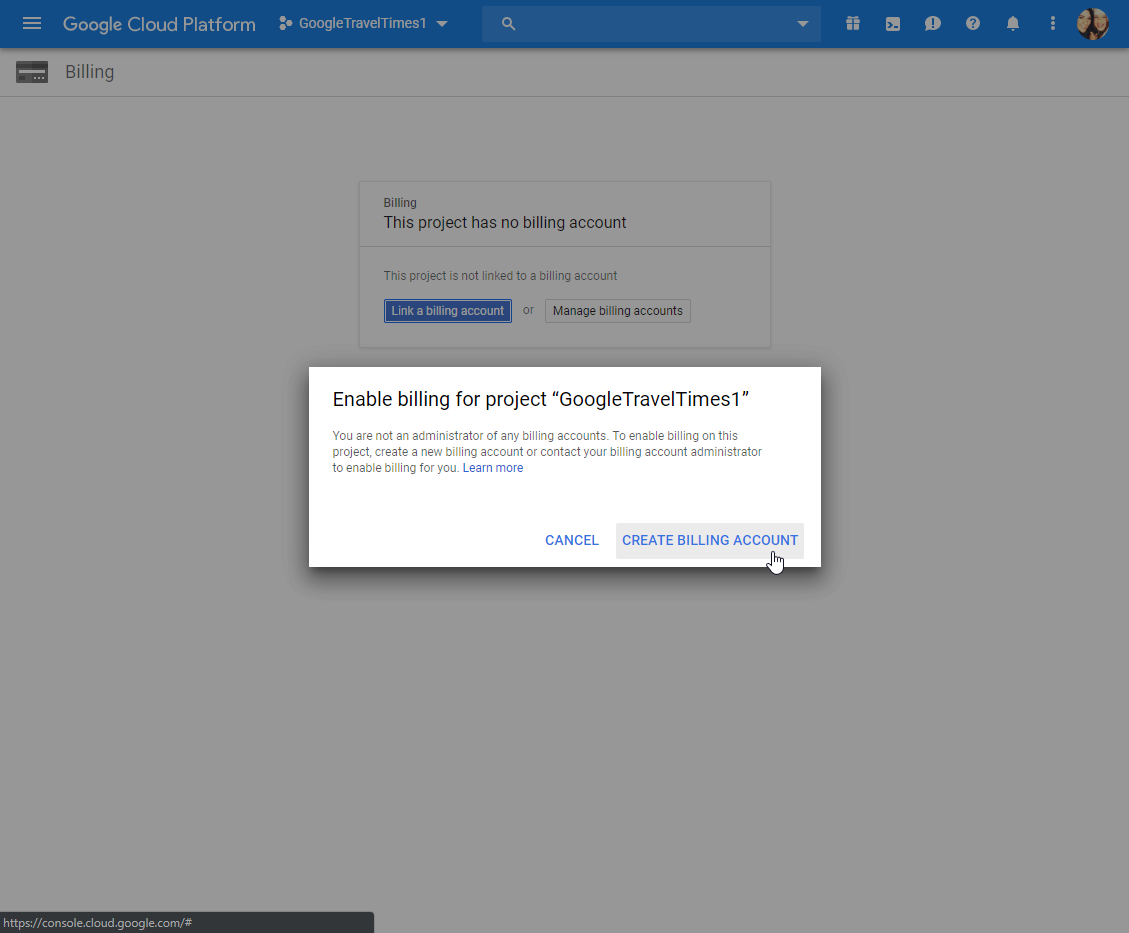 Google Cloud Platform GoogleTravelTimes1
Billing
Billing
This project has no billing account
This project is not linked to a billing account
Link a billing account or Manage billing accounts
Enable billing for project “GoogleTravelTimes1”
You are not an administrator of any billing accounts. To enable billing on this
project, create a new billing account or contact your billing account administrator
to enable billing for you. Learn more
CANCEL CREATE BILLING ACCOUNT
https://console.cloud.google.com/#